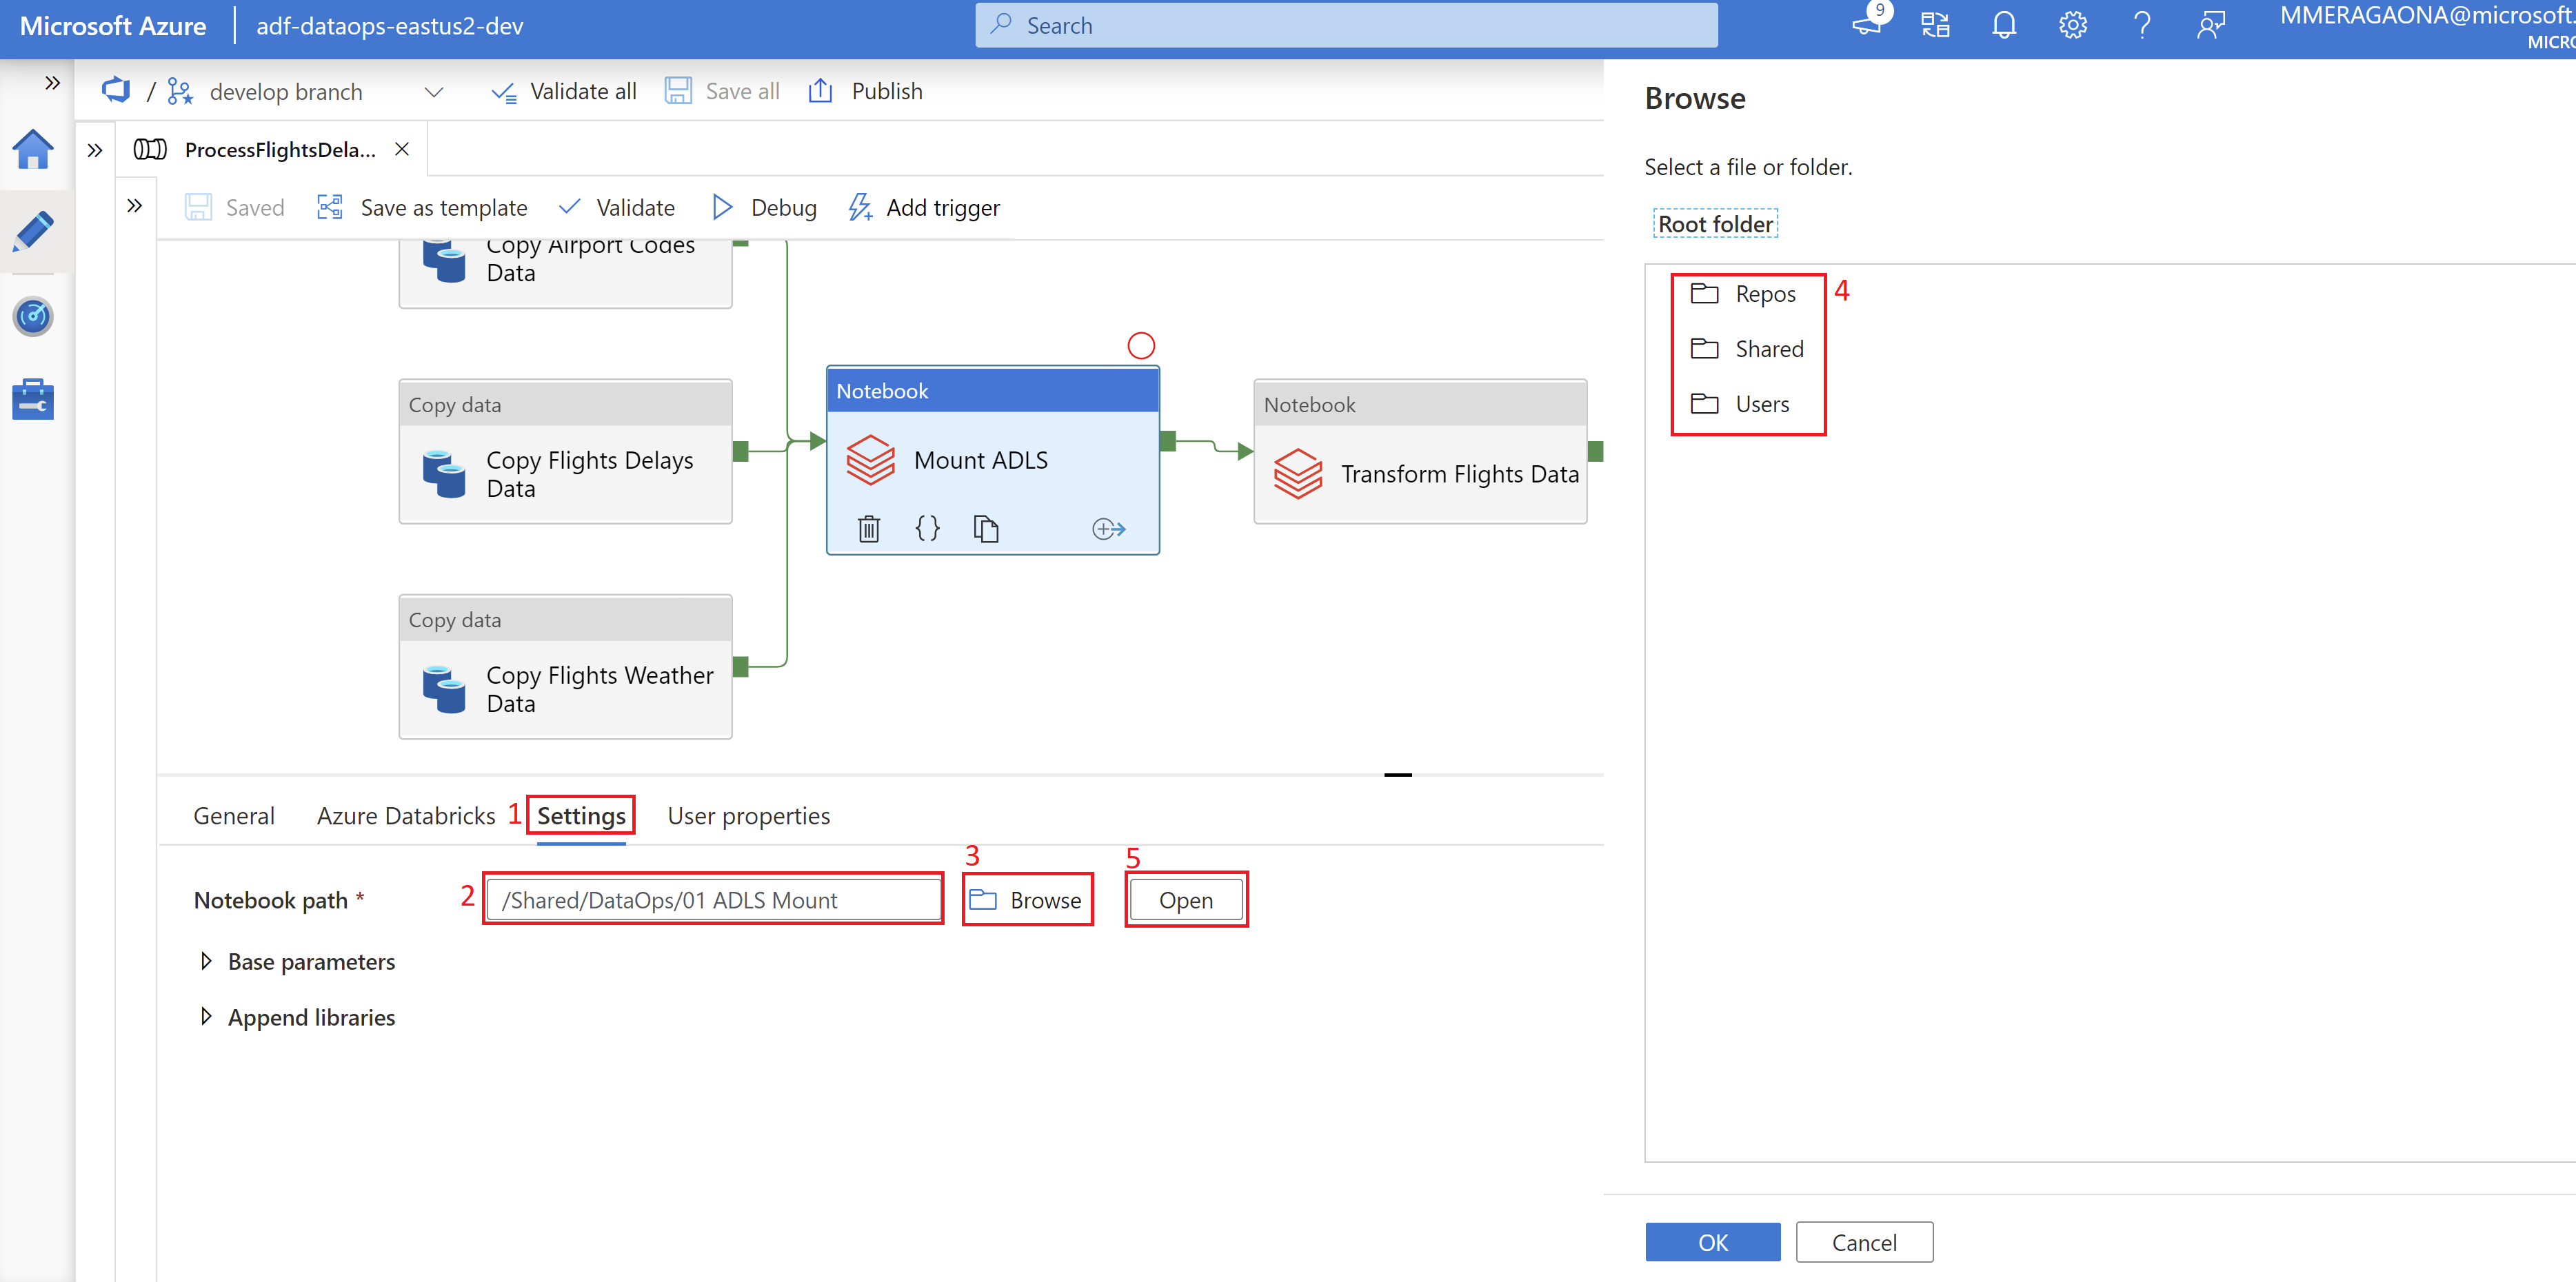 Microsoft Azure
adf-dataops-eastus2-dev
Search
9
MMERAGAONA@microsoft.
MICRO
/ develop branch
Validate all
Save all
Publish
ProcessFlightsDela...
Saved
Save as template
Validate
Debug
Add trigger
Copy Airport Codes
Data
Copy data
Copy Flights Delays
Data
Copy data
Copy Flights Weather
Data
Notebook
Mount ADLS
{}
Notebook
Transform Flights Data
General
Azure Databricks
1
Settings
User properties
Notebook path *
2
/Shared/DataOps/01 ADLS Mount
3
Browse
5
Open
Base parameters
Append libraries
Browse
Select a file or folder.
Root folder
Repos
4
Shared
Users
OK
Cancel